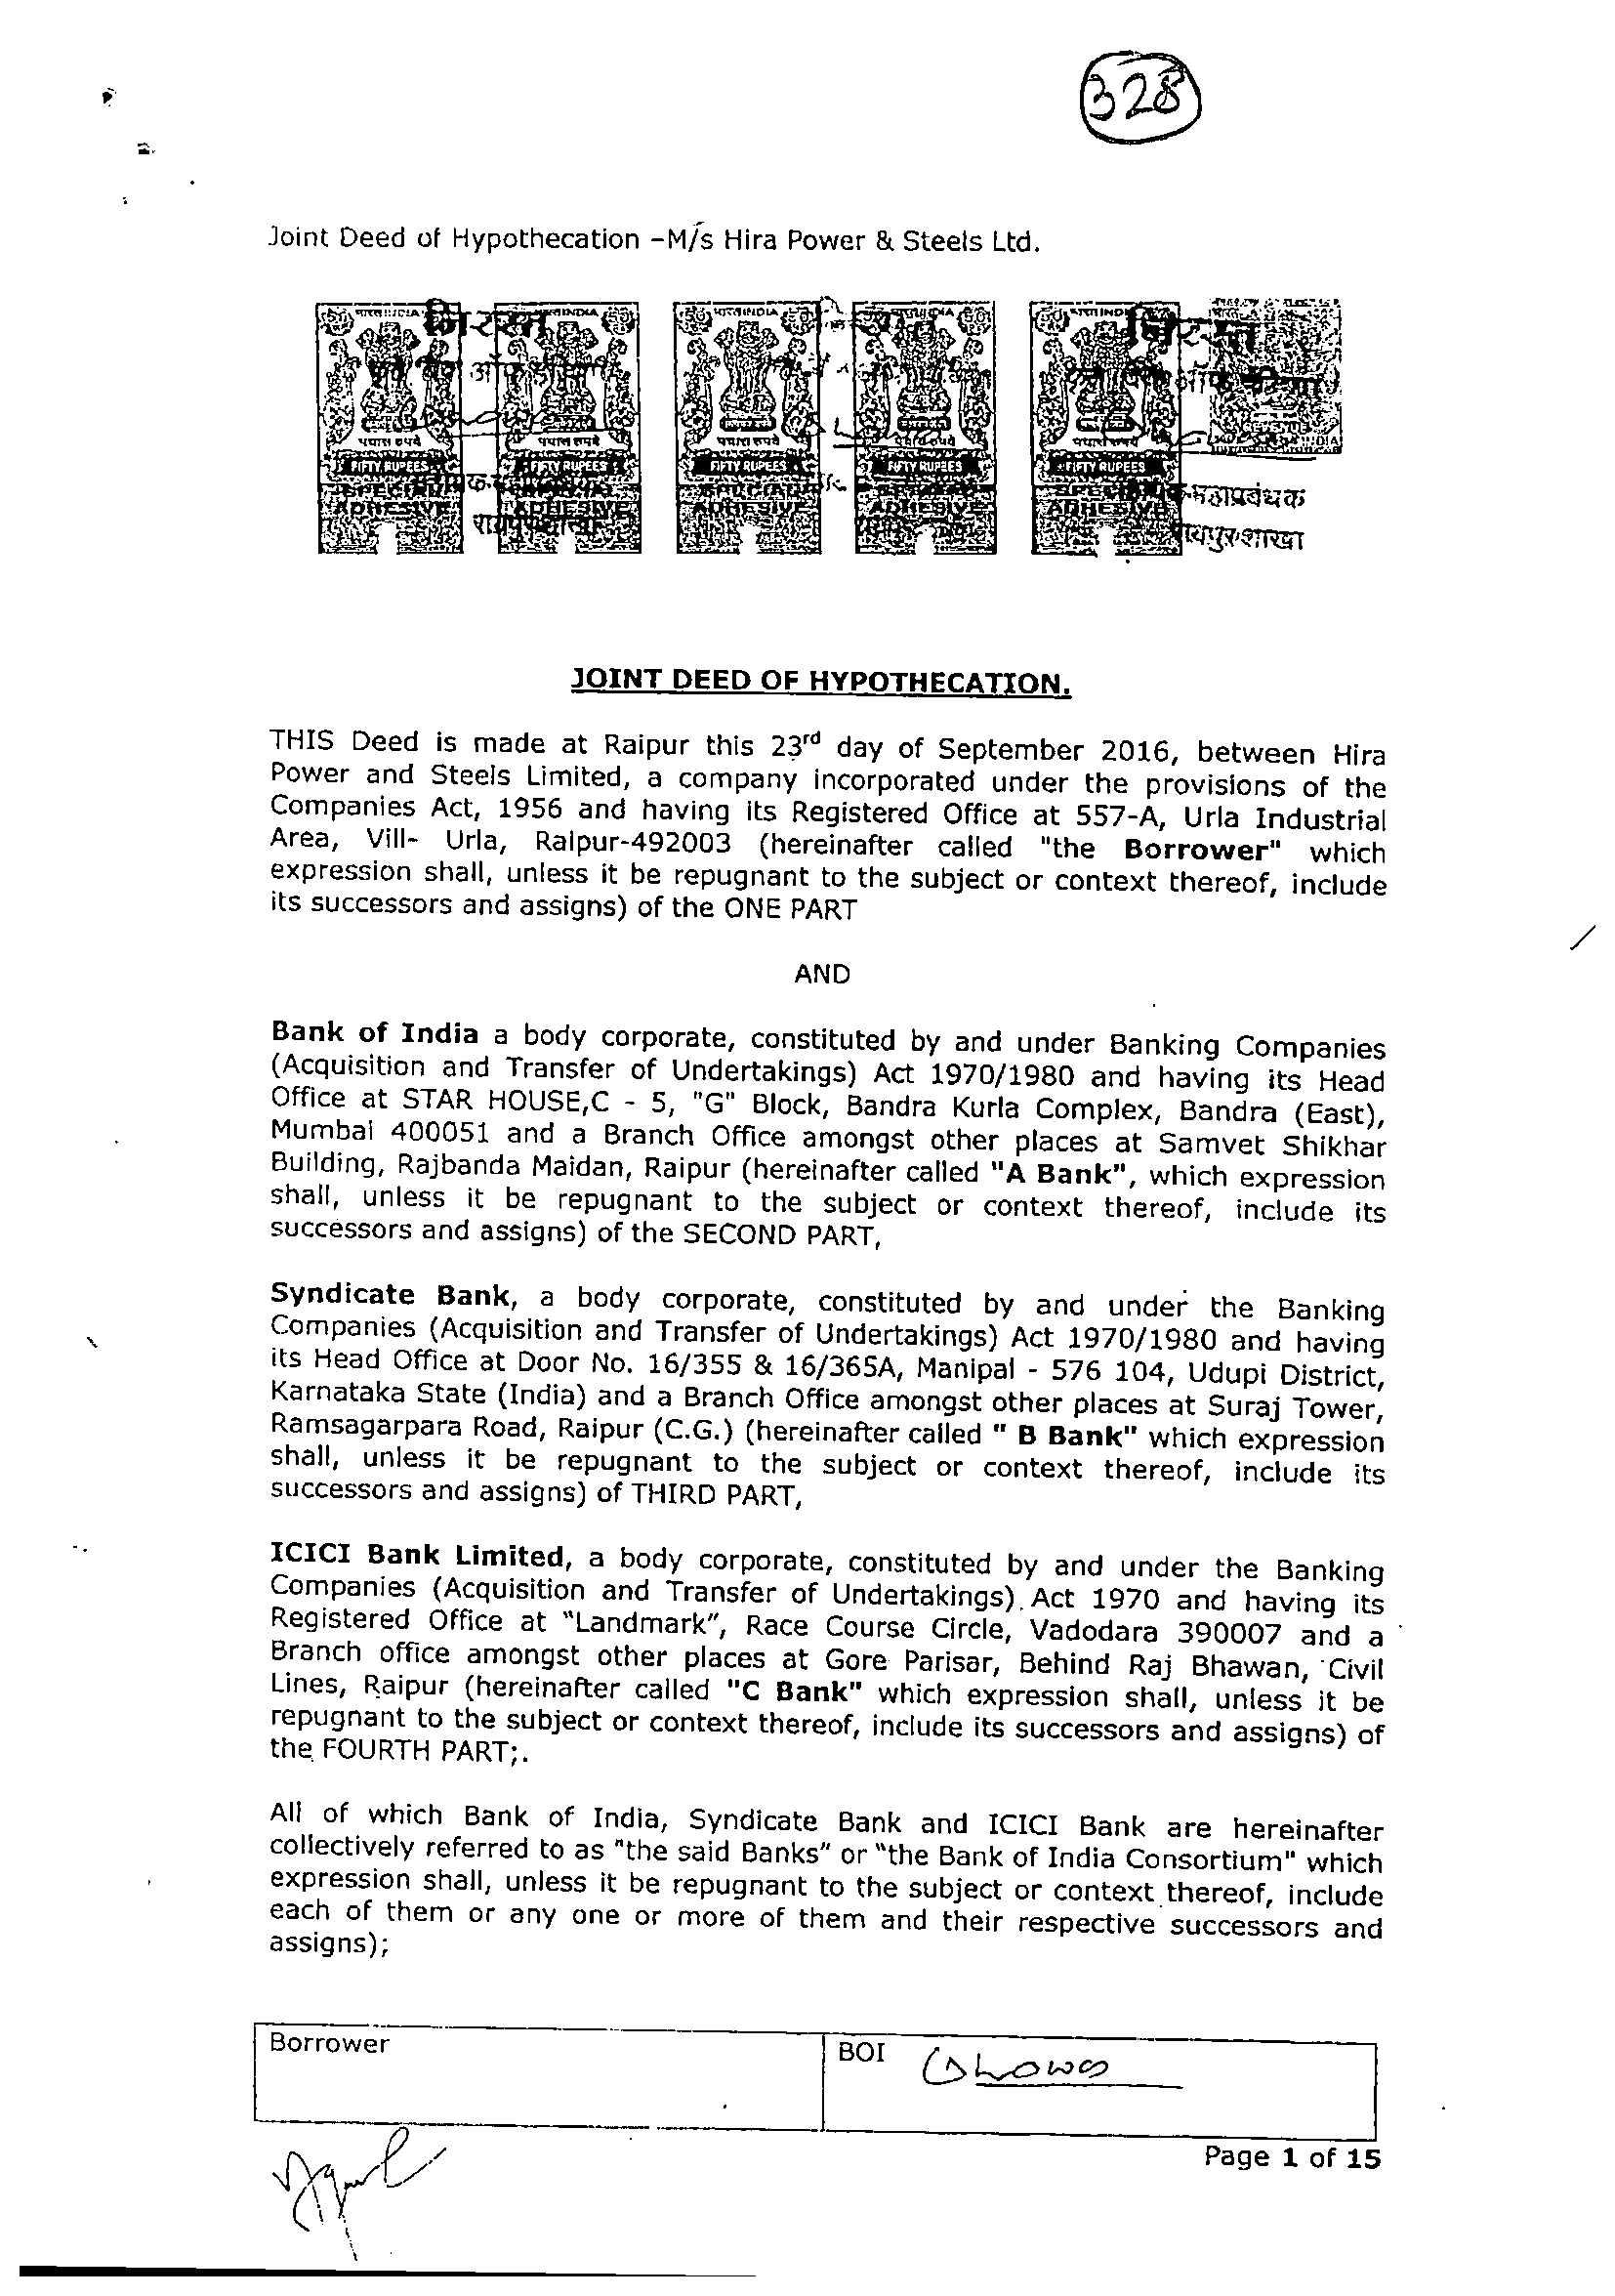 328
Joint Deed of Hypothecation -M/s Hira Power & Steels Ltd.
निरस्त
निरस्त
FIFTY RUPEES
FIFTY RUPEES
FIFTY RUPEES
FIFTY RUPEES
FIFTY RUPEES
SPECIAL
ADHESIVE
ADHESIVE
ADHESIVE
ADHESIVE
ADHESIVE
महाप्रबंधक
रायपुर शाखा
JOINT DEED OF HYPOTHECATION.
THIS Deed is made at Raipur this 23rd day of September 2016, between Hira
Power and Steels Limited, a company incorporated under the provisions of the
Companies Act, 1956 and having its Registered Office at 557-A, Urla Industrial
Area, Vill- Urla, Raipur-492003 (hereinafter called "the Borrower" which
expression shall, unless it be repugnant to the subject or context thereof, include
its successors and assigns) of the ONE PART
AND
Bank of India a body corporate, constituted by and under Banking Companies
(Acquisition and Transfer of Undertakings) Act 1970/1980 and having its Head
Office at STAR HOUSE,C - 5, "G" Block, Bandra Kurla Complex, Bandra (East),
Mumbai 400051 and a Branch Office amongst other places at Samvet Shikhar
Building, Rajbanda Maidan, Raipur (hereinafter called "A Bank", which expression
shall, unless it be repugnant to the subject or context thereof, include its
successors and assigns) of the SECOND PART,
Syndicate Bank, a body corporate, constituted by and under the Banking
Companies (Acquisition and Transfer of Undertakings) Act 1970/1980 and having
its Head Office at Door No. 16/355 & 16/365A, Manipal - 576 104, Udupi District,
Karnataka State (India) and a Branch Office amongst other places at Suraj Tower,
Ramsagarpara Road, Raipur (C.G.) (hereinafter called " B Bank" which expression
shall, unless it be repugnant to the subject or context thereof, include its
successors and assigns) of THIRD PART,
ICICI Bank Limited, a body corporate, constituted by and under the Banking
Companies (Acquisition and Transfer of Undertakings). Act 1970 and having its
Registered Office at “Landmark”, Race Course Circle, Vadodara 390007 and a
Branch office amongst other places at Gore Parisar, Behind Raj Bhawan, Civil
Lines, Raipur (hereinafter called "C Bank" which expression shall, unless it be
repugnant to the subject or context thereof, include its successors and assigns) of
the FOURTH PART;.
All of which Bank of India, Syndicate Bank and ICICI Bank are hereinafter
collectively referred to as "the said Banks" or "the Bank of India Consortium" which
expression shall, unless it be repugnant to the subject or context thereof, include
each of them or any one or more of them and their respective successors and
assigns);
Borrower
BOI
Page 1 of 15